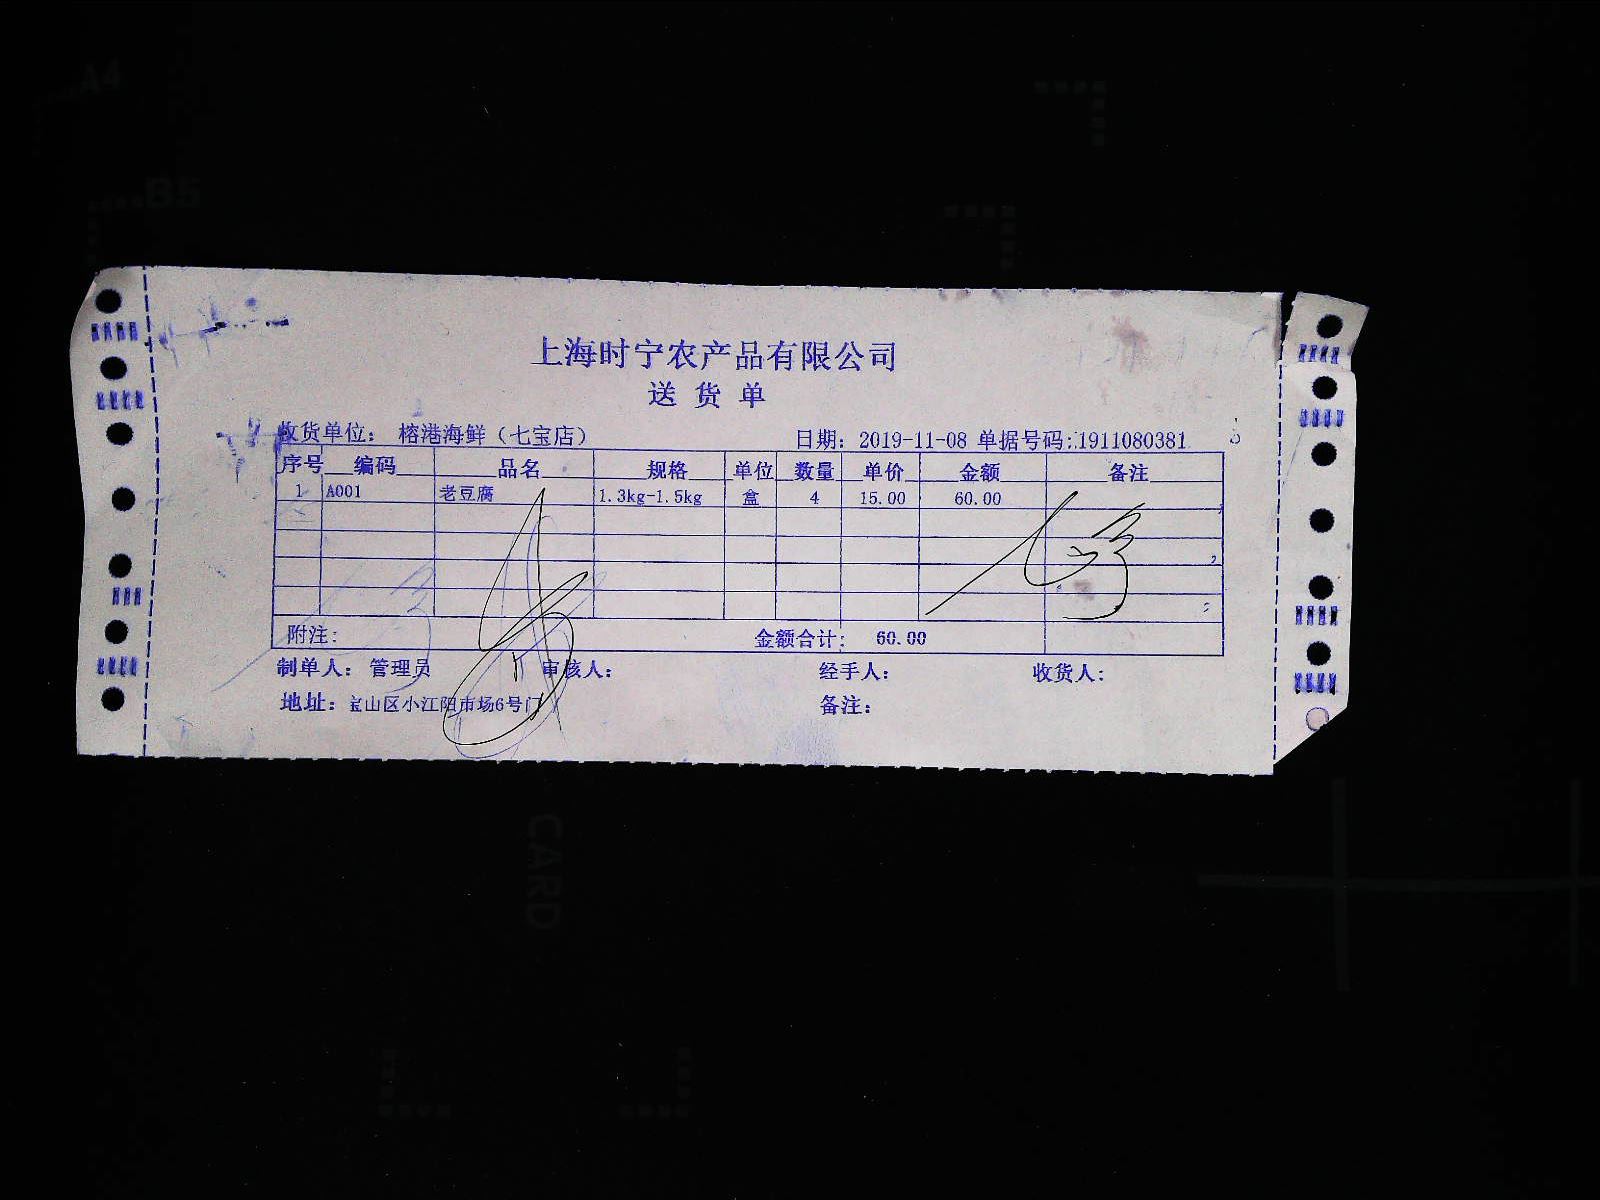 A4
B5
上海时宁农产品有限公司
送货单
收货单位： 榕港海鲜（七宝店） 日期： 2019-11-08 单据号码：1911080381
序号 编码 品名 规格 单位 数量 单价 金额 备注
1 A001 老豆腐 1.3kg-1.5kg 盒 4 15.00 60.00
附注： 金额合计： 60.00
制单人： 管理员 审核人： 经手人： 收货人：
地址：宝山区小江阳市场6号门 备注：
CARD